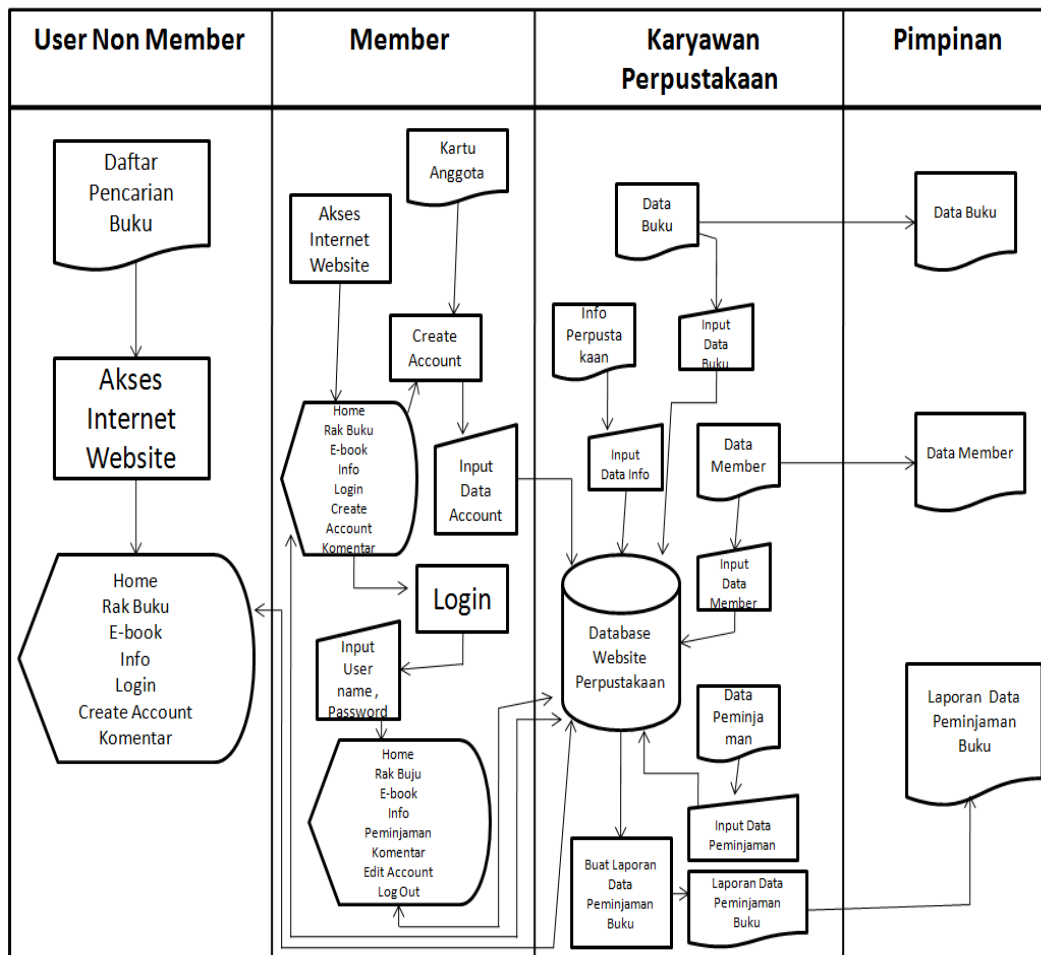 User Non Member
Member
Karyawan
Perpustakaan
Pimpinan
Daftar
Pencarian
Buku
Akses
Internet
Website
Home
Rak Buku
E-book
Info
Login
Create Account
Komentar
Kartu
Anggota
Akses
Internet
Website
Create
Account
Home
Rak Buku
E-book
Info
Login
Create
Account
Komentar
Input
Data
Account
Login
Input
User
name ,
Password
Home
Rak Buju
E-book
Info
Peminjaman
Komentar
Edit Account
Log Out
Data
Buku
Info
Perpusta
kaan
Input
Data
Buku
Input
Data Info
Data
Member
Input
Data
Member
Database
Website
Perpustakaan
Data
Peminja
man
Input Data
Peminjaman
Buat Laporan
Data
Peminjaman
Buku
Laporan Data
Peminjaman
Buku
Data Buku
Data Member
Laporan Data
Peminjaman
Buku